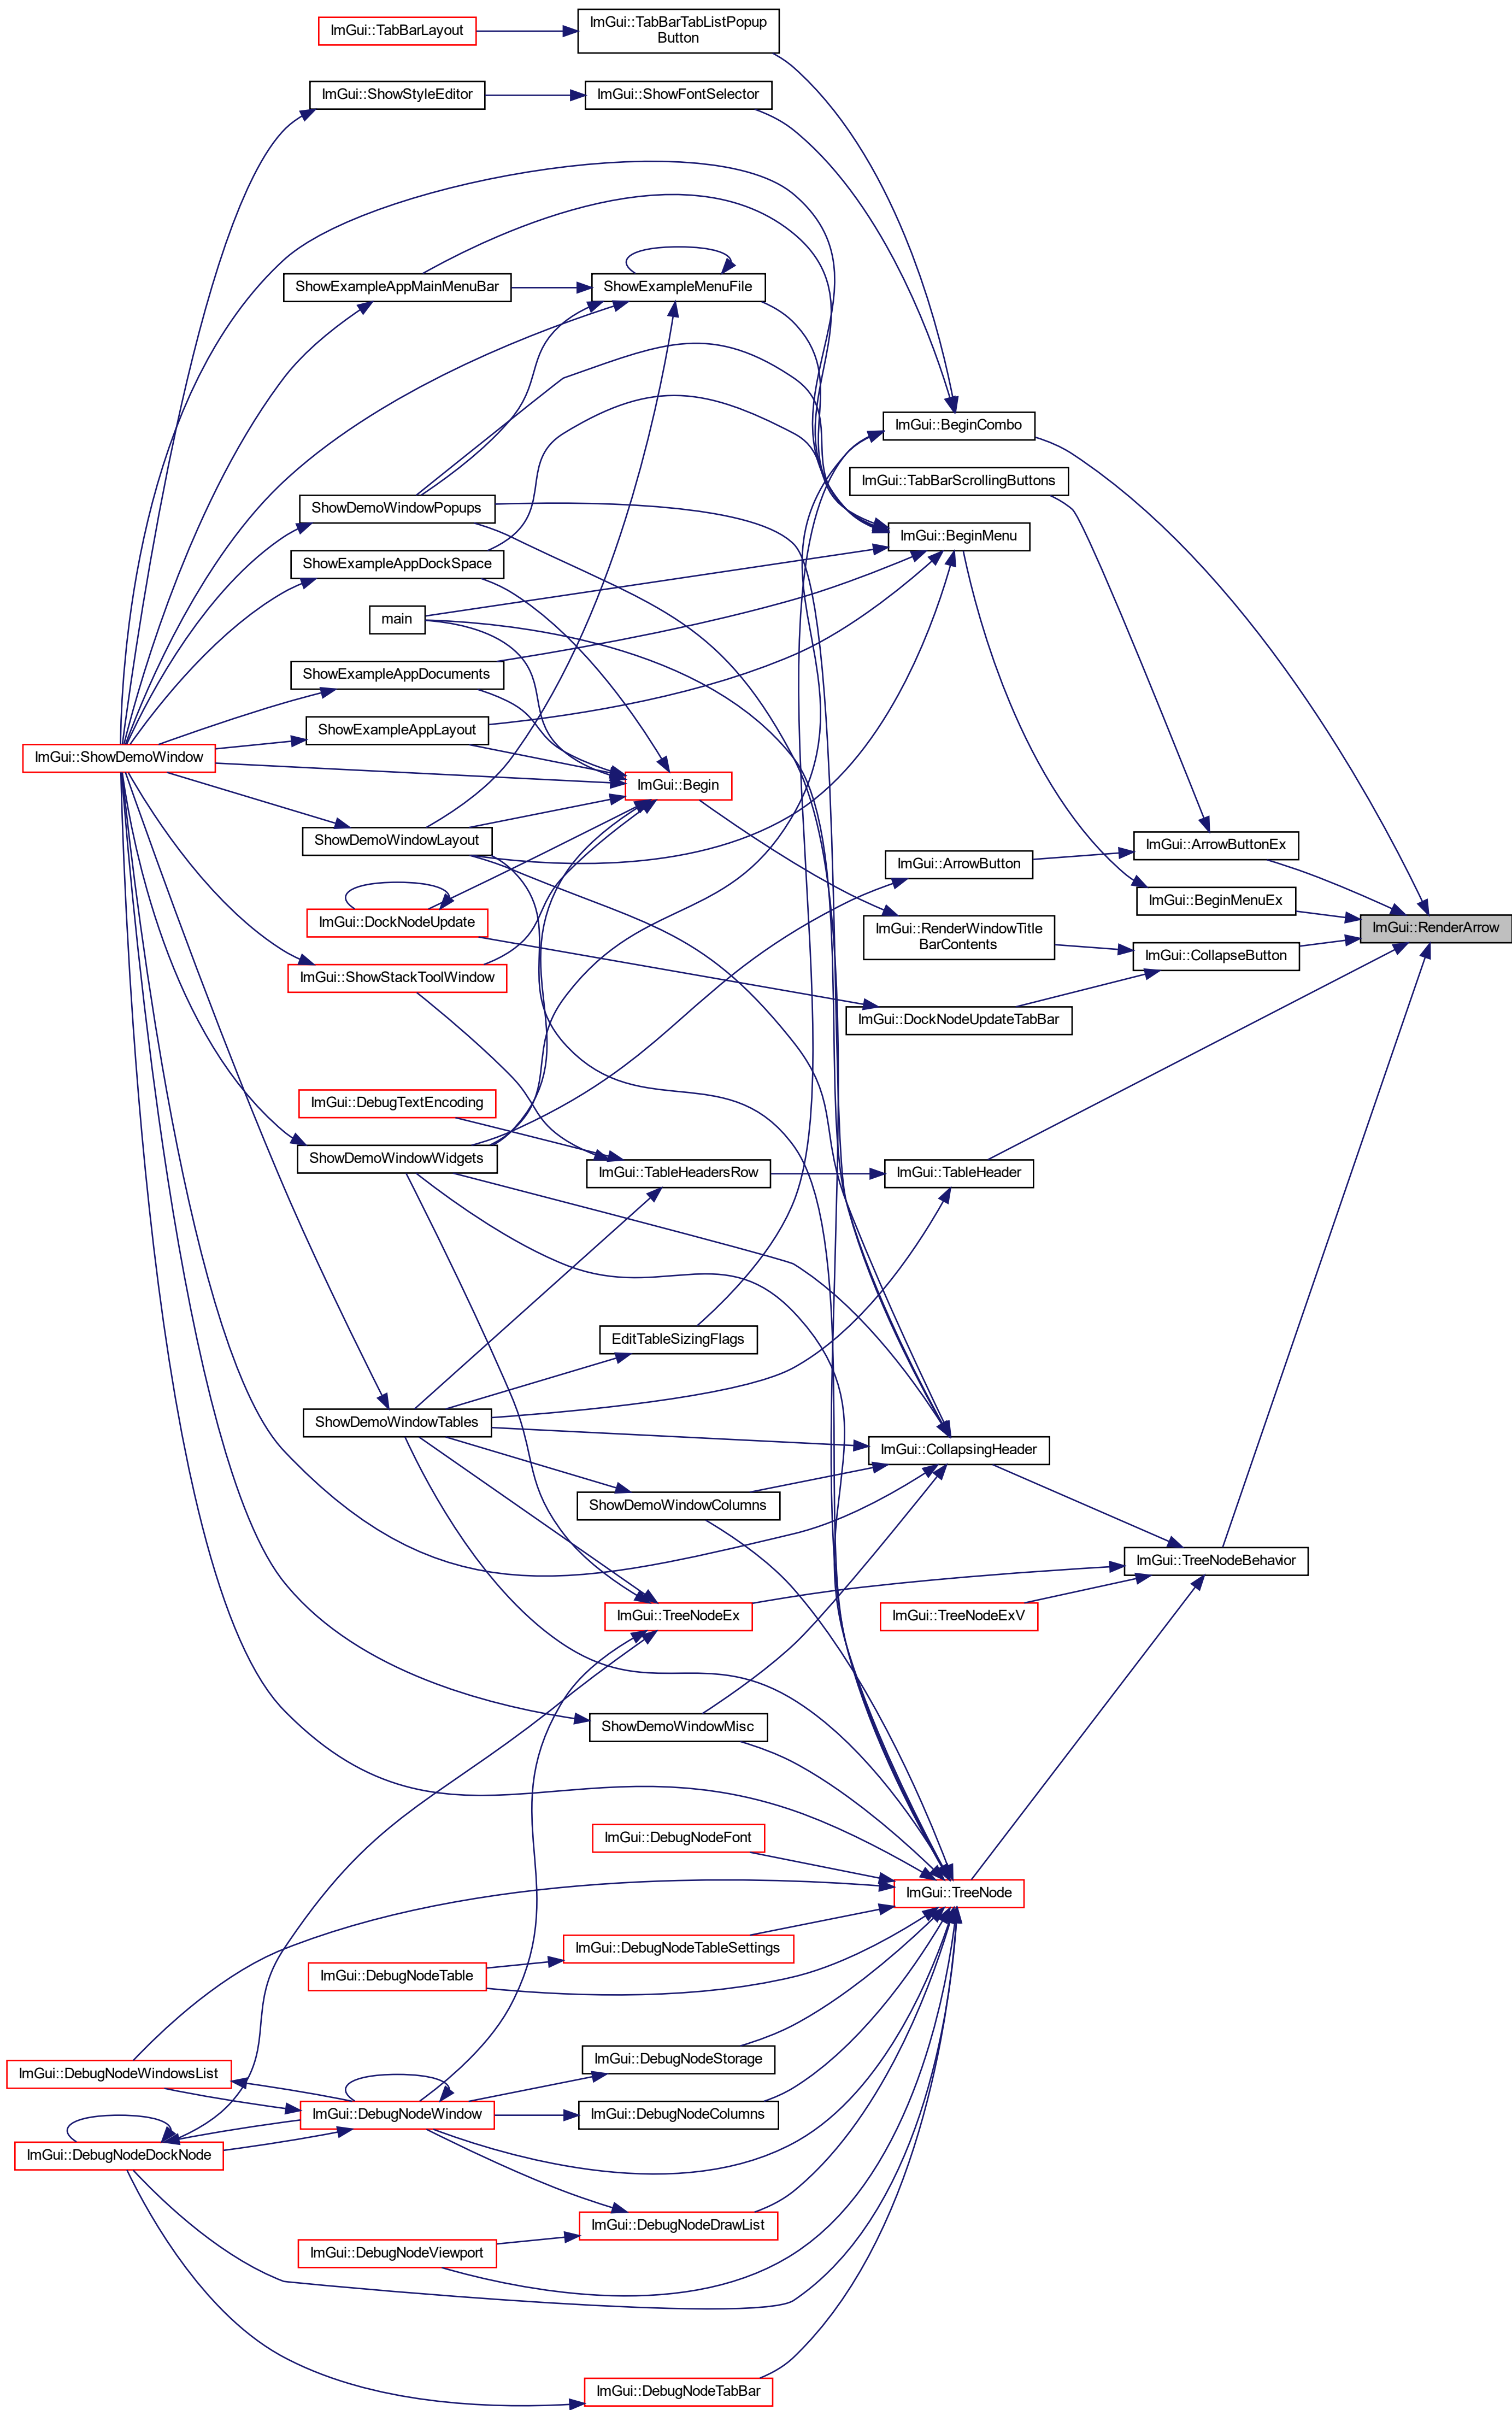 ImGui::TabBarLayout
ImGui::TabBarTabListPopup
Button
ImGui::ShowStyleEditor
ImGui::ShowFontSelector
ShowExampleAppMainMenuBar
ShowExampleMenuFile
ImGui::BeginCombo
ImGui::TabBarScrollingButtons
ShowDemoWindowPopups
ImGui::BeginMenu
ShowExampleAppDockSpace
main
ShowExampleAppDocuments
ShowExampleAppLayout
ImGui::ShowDemoWindow
ImGui::Begin
ShowDemoWindowLayout
ImGui::ArrowButtonEx
ImGui::ArrowButton
ImGui::BeginMenuEx
ImGui::DockNodeUpdate
ImGui::RenderWindowTitle
BarContents
ImGui::RenderArrow
ImGui::CollapseButton
ImGui::ShowStackToolWindow
ImGui::DockNodeUpdateTabBar
ImGui::DebugTextEncoding
ShowDemoWindowWidgets
ImGui::TableHeadersRow
ImGui::TableHeader
EditTableSizingFlags
ShowDemoWindowTables
ImGui::CollapsingHeader
ShowDemoWindowColumns
ImGui::TreeNodeBehavior
ImGui::TreeNodeEx
ImGui::TreeNodeExV
ShowDemoWindowMisc
ImGui::DebugNodeFont
ImGui::TreeNode
ImGui::DebugNodeTableSettings
ImGui::DebugNodeTable
ImGui::DebugNodeStorage
ImGui::DebugNodeWindowsList
ImGui::DebugNodeWindow
ImGui::DebugNodeColumns
ImGui::DebugNodeDockNode
ImGui::DebugNodeDrawList
ImGui::DebugNodeViewport
ImGui::DebugNodeTabBar